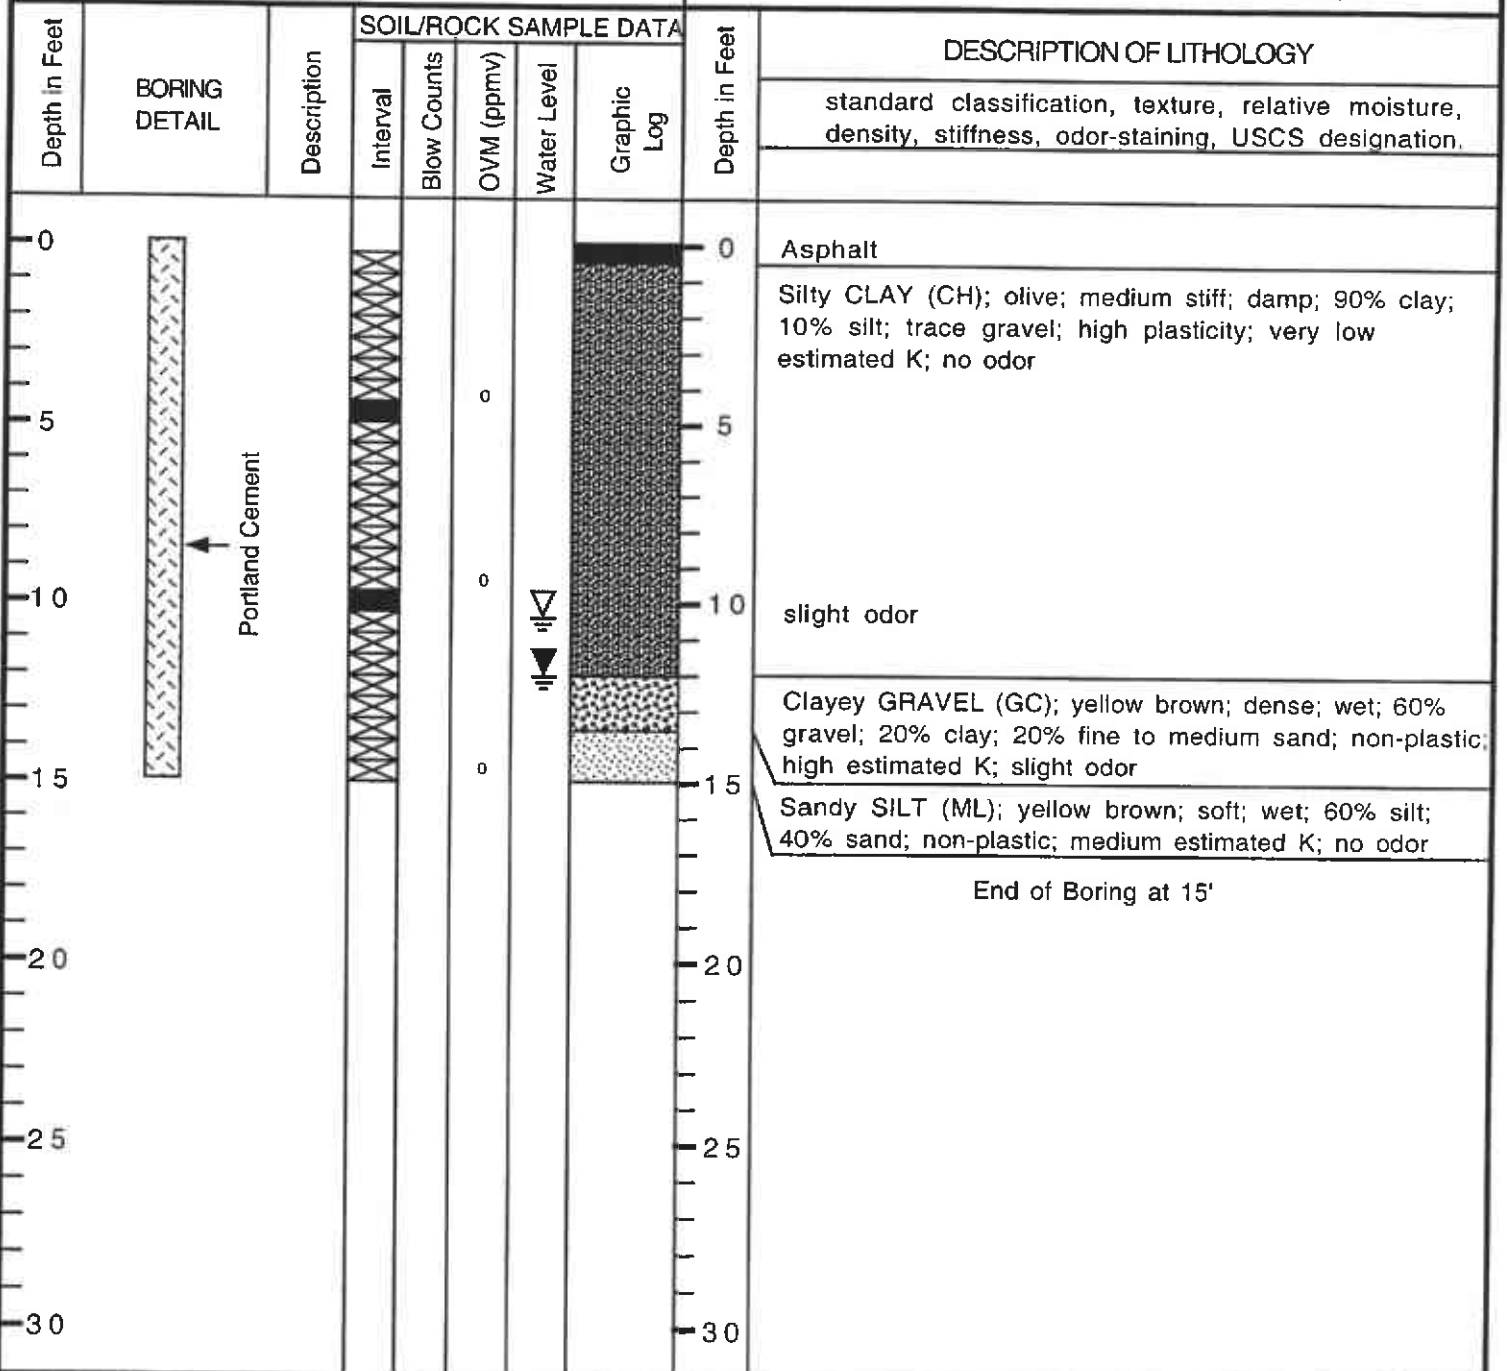 SOIL/ROCK SAMPLE DATA
Depth in Feet
BORING
DETAIL
Description
Interval
Blow Counts
OVM (ppmv)
Water Level
Graphic
Log
Depth in Feet
DESCRIPTION OF LITHOLOGY
standard classification, texture, relative moisture,
density, stiffness, odor-staining, USCS designation.
0
5
10
15
20
25
30
Portland Cement
0
0
0
0
5
10
15
20
25
30
Asphalt
Silty CLAY (CH); olive; medium stiff; damp; 90% clay;
10% silt; trace gravel; high plasticity; very low
estimated K; no odor
slight odor
Clayey GRAVEL (GC); yellow brown; dense; wet; 60%
gravel; 20% clay; 20% fine to medium sand; non-plastic;
high estimated K; slight odor
Sandy SILT (ML); yellow brown; soft; wet; 60% silt;
40% sand; non-plastic; medium estimated K; no odor
End of Boring at 15'